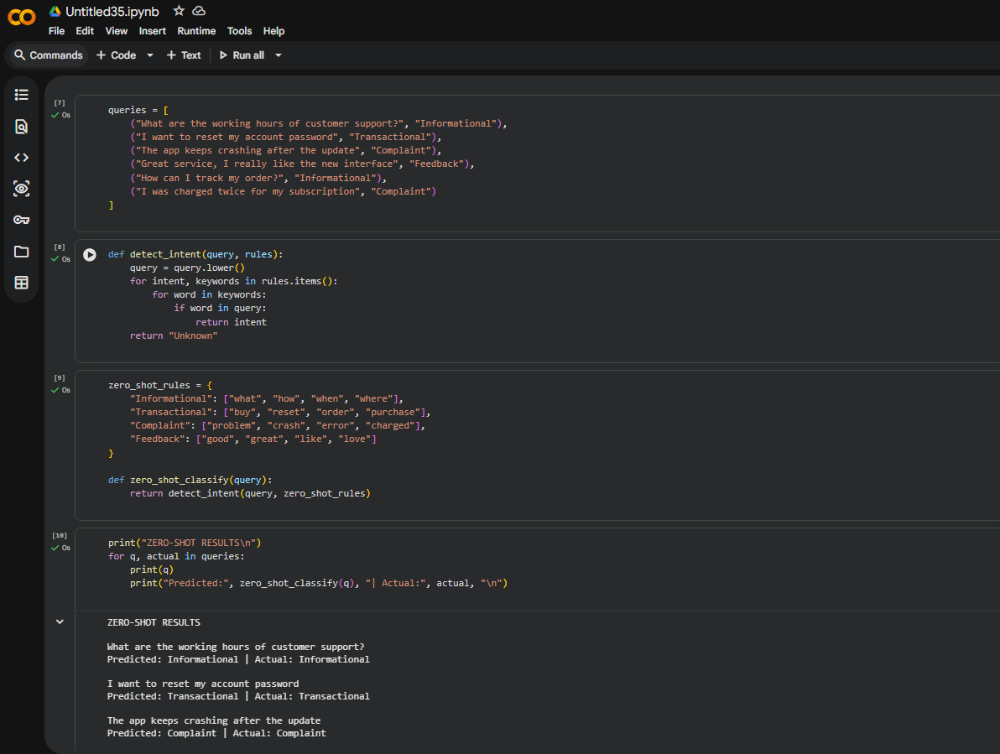 Untitled35.ipynb
File Edit View Insert Runtime Tools Help
Commands + Code + Text Run all
[7]
0s
queries = [
    ("What are the working hours of customer support?", "Informational"),
    ("I want to reset my account password", "Transactional"),
    ("The app keeps crashing after the update", "Complaint"),
    ("Great service, I really like the new interface", "Feedback"),
    ("How can I track my order?", "Informational"),
    ("I was charged twice for my subscription", "Complaint")
]
[8]
0s
def detect_intent(query, rules):
    query = query.lower()
    for intent, keywords in rules.items():
        for word in keywords:
            if word in query:
                return intent
    return "Unknown"
[9]
0s
zero_shot_rules = {
    "Informational": ["what", "how", "when", "where"],
    "Transactional": ["buy", "reset", "order", "purchase"],
    "Complaint": ["problem", "crash", "error", "charged"],
    "Feedback": ["good", "great", "like", "love"]
}
def zero_shot_classify(query):
    return detect_intent(query, zero_shot_rules)
[10]
0s
print("ZERO-SHOT RESULTS\n")
for q, actual in queries:
    print(q)
    print("Predicted:", zero_shot_classify(q), "| Actual:", actual, "\n")
ZERO-SHOT RESULTS
What are the working hours of customer support?
Predicted: Informational | Actual: Informational
I want to reset my account password
Predicted: Transactional | Actual: Transactional
The app keeps crashing after the update
Predicted: Complaint | Actual: Complaint